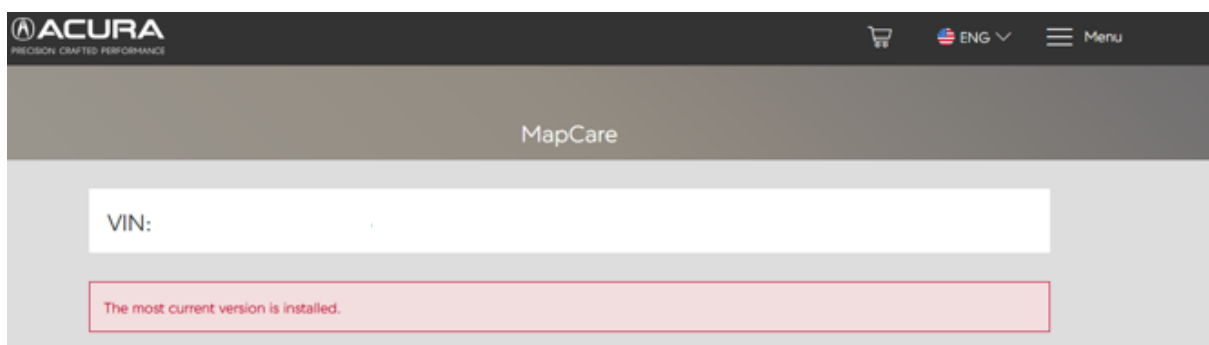 ACURA
PRECISION CRAFTED PERFORMANCE
ENG
Menu
MapCare
VIN:
The most current version is installed.